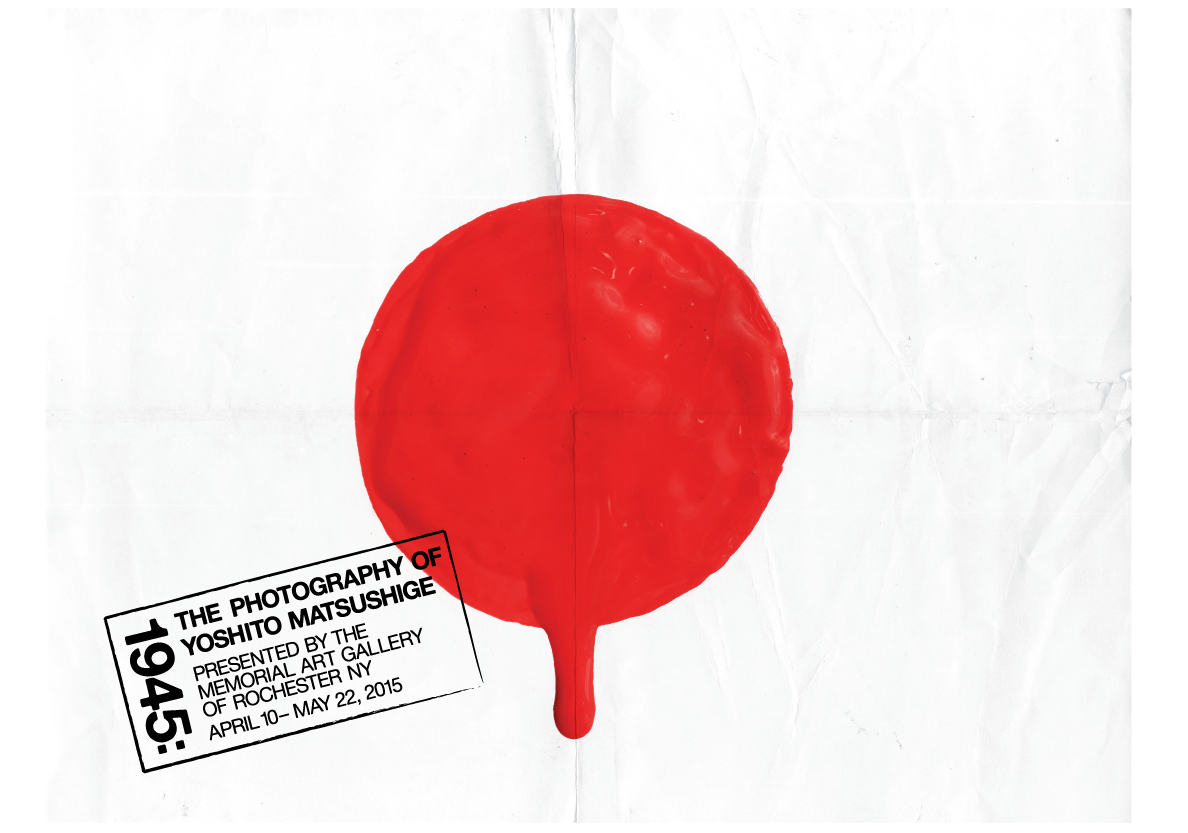 1945:
THE PHOTOGRAPHY OF
YOSHITO MATSUSHIGE
PRESENTED BY THE
MEMORIAL ART GALLERY
OF ROCHESTER NY
APRIL 10– MAY 22, 2015